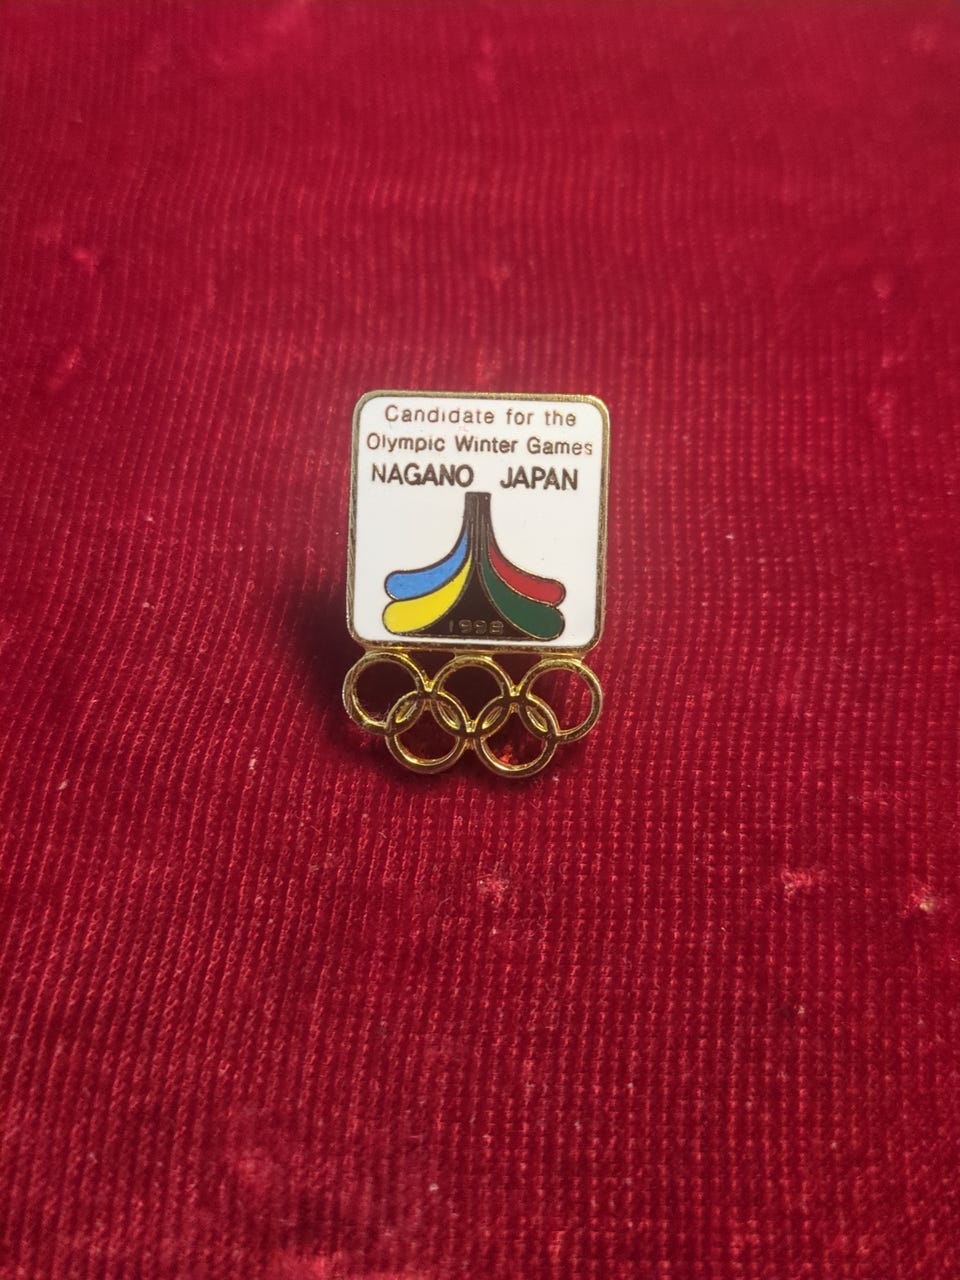 Candidate for the
Olympic Winter Games
NAGANO JAPAN
1998